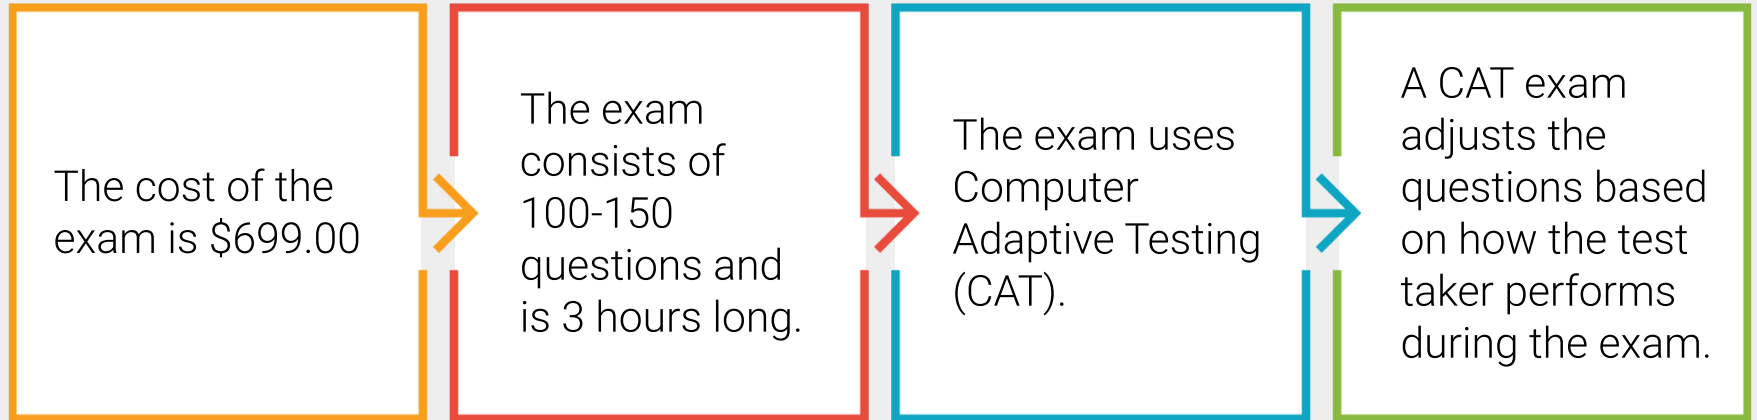 The cost of the
exam is $699.00
The exam
consists of
100-150
questions and
is 3 hours long.
The exam uses
Computer
Adaptive Testing
(CAT).
A CAT exam
adjusts the
questions based
on how the test
taker performs
during the exam.